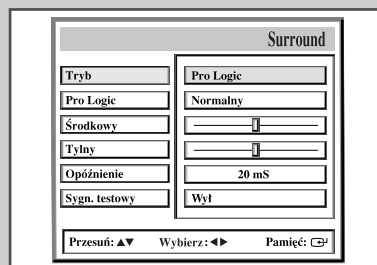 Surround
Tryb Pro Logic
Pro Logic Normalny
Środkowy
Tylny
Opóźnienie 20 mS
Sygn. testowy Wył
Przesuń: ▲▼ Wybierz: ◀▶ Pamięć: